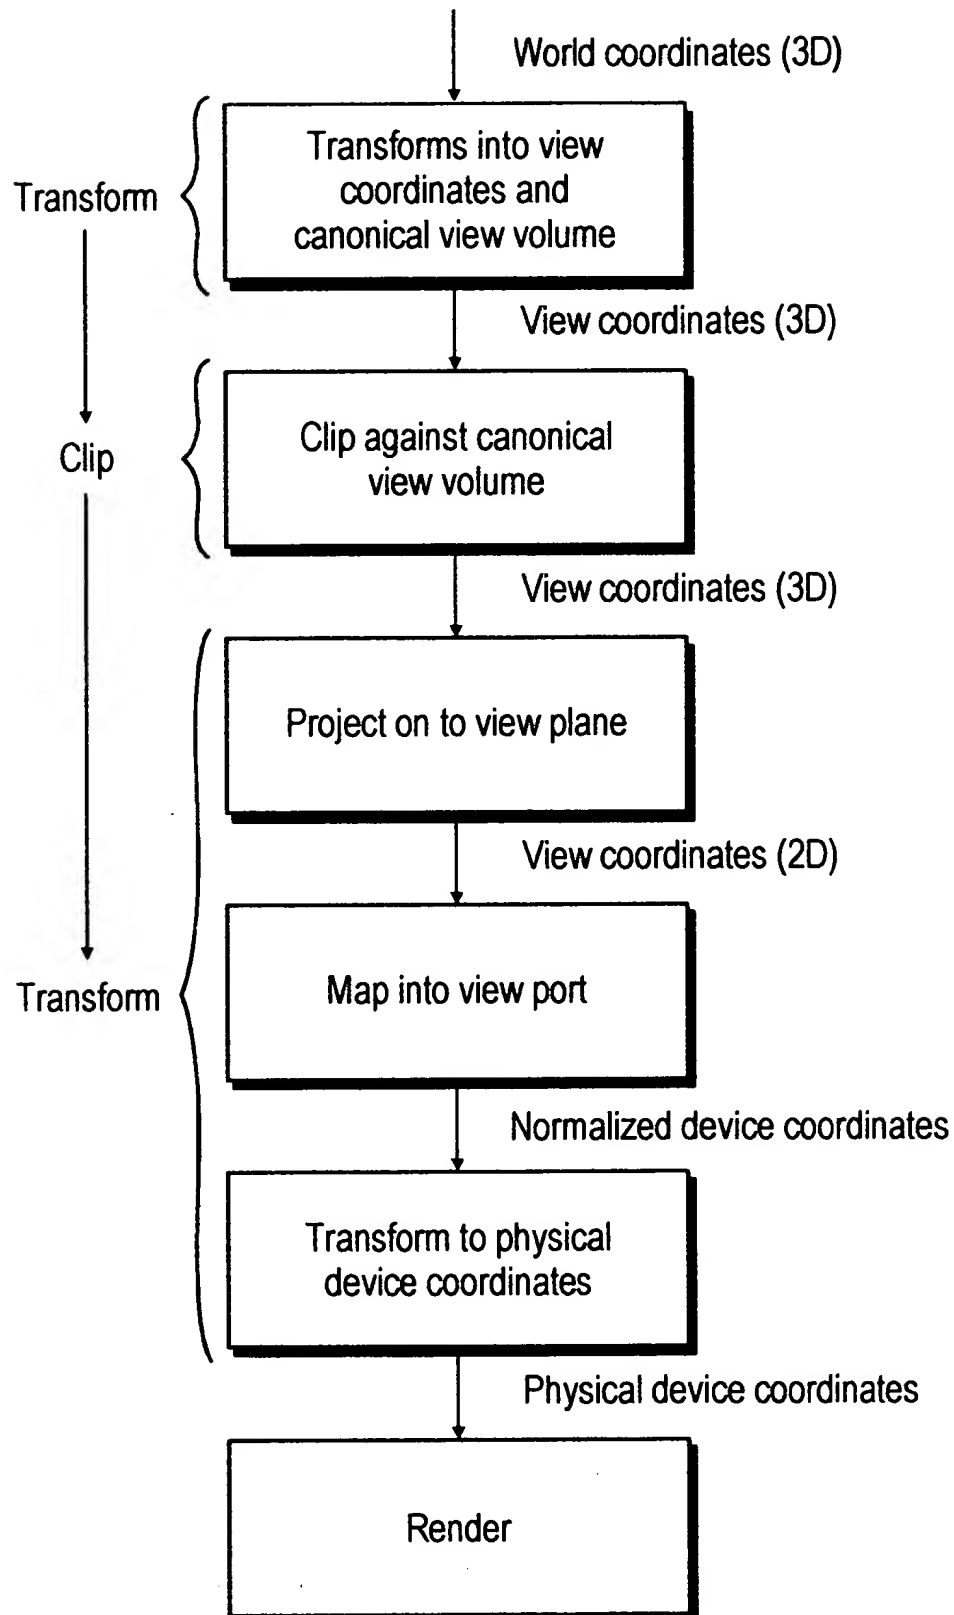 World coordinates (3D)
Transforms into view
coordinates and
canonical view volume
Transform
View coordinates (3D)
Clip against canonical
view volume
Clip
View coordinates (3D)
Project on to view plane
View coordinates (2D)
Map into view port
Transform
Normalized device coordinates
Transform to physical
device coordinates
Physical device coordinates
Render